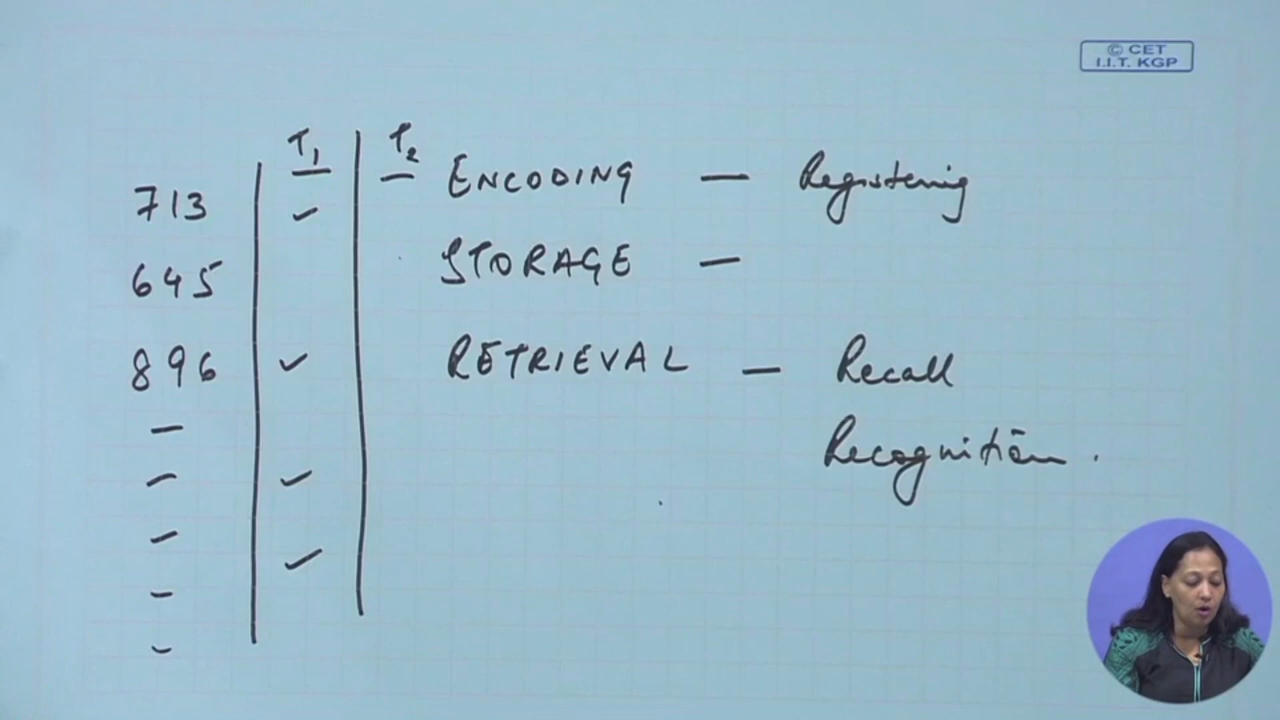 © CET
I.I.T. KGP
T1 T2
713
645
896
ENCODING — Registering
STORAGE —
RETRIEVAL — Recall
Recognition.